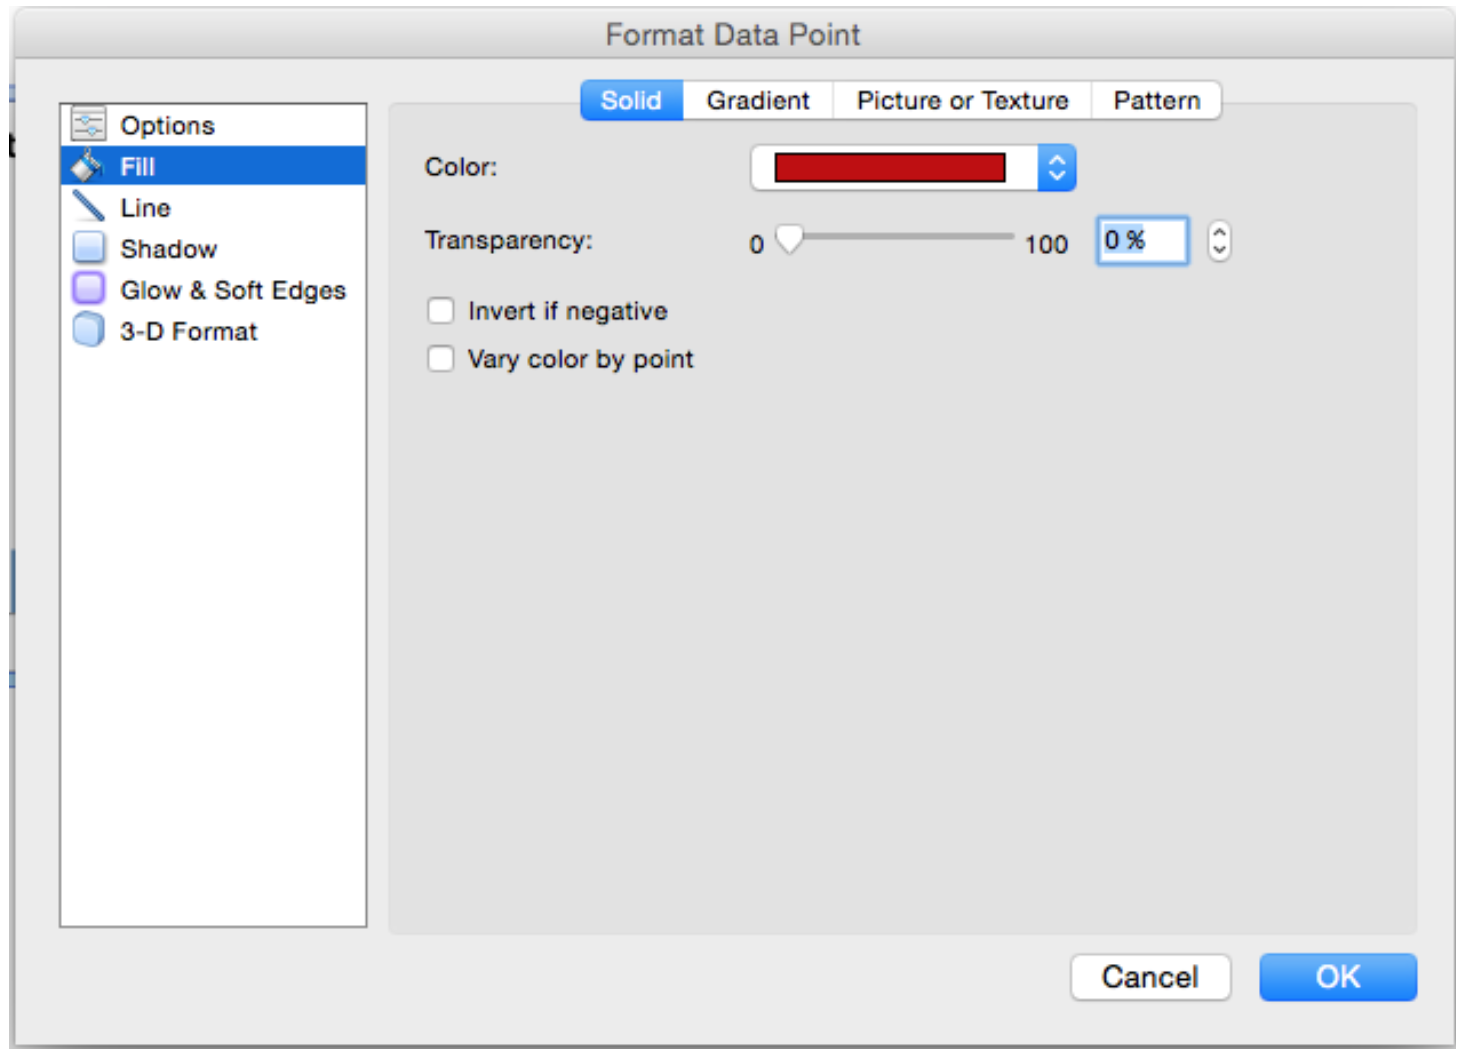 Format Data Point
Solid Gradient Picture or Texture Pattern
Options
Fill
Line
Shadow
Glow & Soft Edges
3-D Format
Color:
Transparency: 0 100 0 %
Invert if negative
Vary color by point
Cancel OK